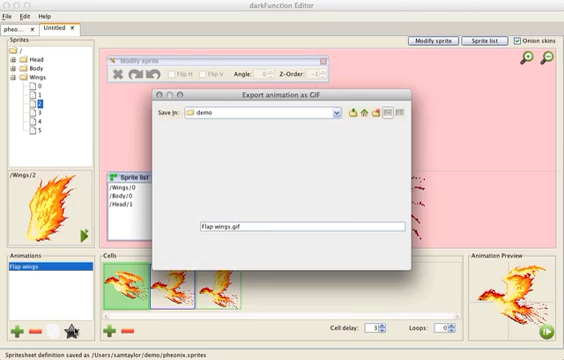 darkFunction Editor
File Edit Help
pheo... × Untitled ×
Sprites
Modify sprite Sprite list Onion skins
/
Head
Body
Wings
0
1
2
3
4
5
Modify sprite
Flip H Flip V Angle: 0 Z-Order: -1
Export animation as GIF
Save In: demo
Flap wings.gif
/Wings/2
Sprite list
/Wings/0
/Body/0
/Head/1
Animations
Flap wings
Cells
Cell delay: 3 Loops: 0
Animation Preview
Spritesheet definition saved as /Users/samtaylor/demo/pheonix.sprites